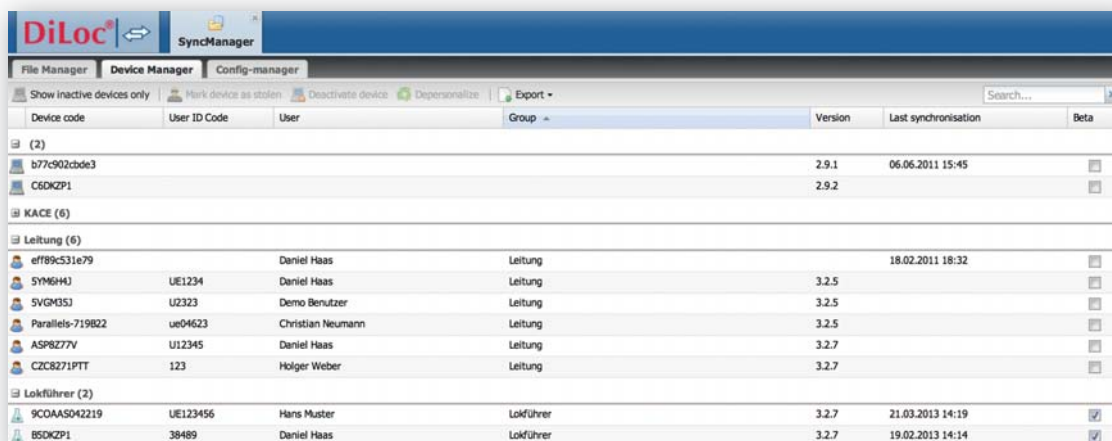 DiLoc®
SyncManager
File Manager Device Manager Config-manager
Show inactive devices only Mark device as stolen Deactivate device Depersonalize Export Search...
Device code User ID Code User Group Version Last synchronisation Beta
(2)
b77c902cbde3 2.9.1 06.06.2011 15:45
C6DKZP1 2.9.2
KACE (6)
Leitung (6)
eff89c531e79 Daniel Haas Leitung 18.02.2011 18:32
5YM6H4J UE1234 Daniel Haas Leitung 3.2.5
5VGM35J U2323 Demo Benutzer Leitung 3.2.5
Parallels-719B22 ue04623 Christian Neumann Leitung 3.2.5
ASP8Z77V U12345 Daniel Haas Leitung 3.2.7
CZC8271PTT 123 Holger Weber Leitung 3.2.7
Lokführer (2)
9COAAS042219 UE123456 Hans Muster Lokführer 3.2.7 21.03.2013 14:19
B5DKZP1 38489 Daniel Haas Lokführer 3.2.7 19.02.2013 14:14